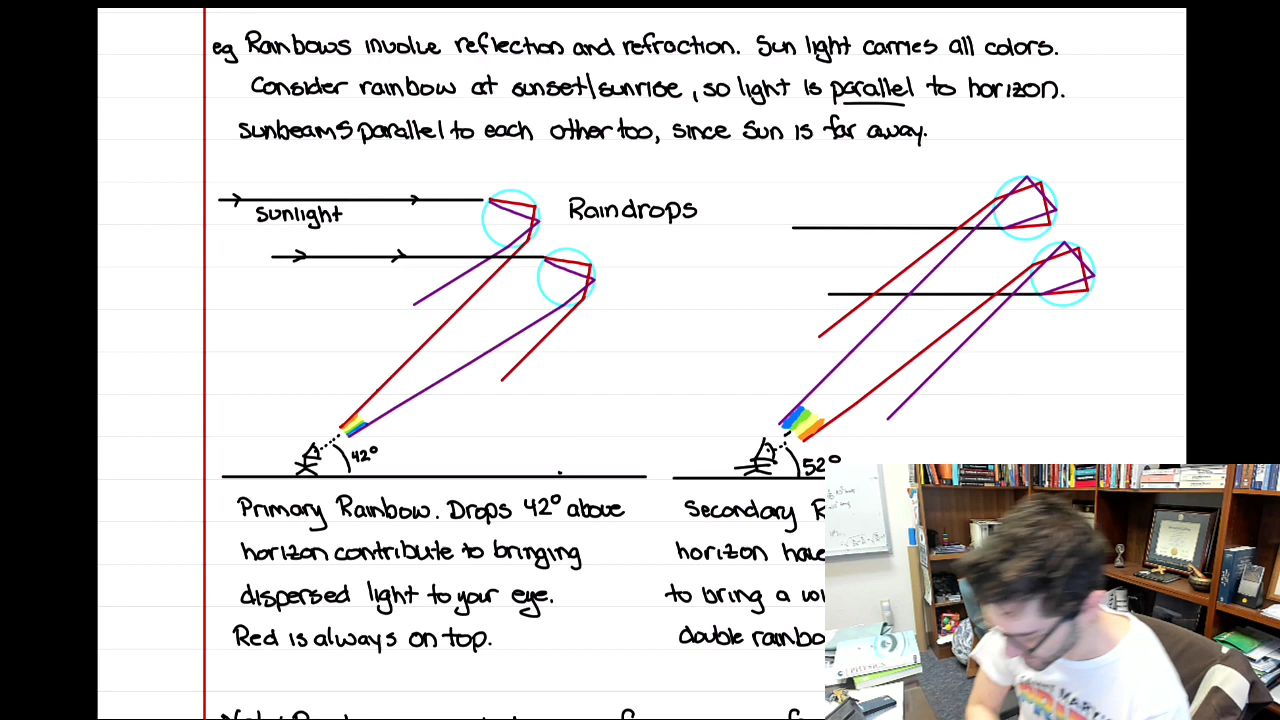 eg Rainbows involve reflection and refraction. Sun light carries all colors.
Consider rainbow at sunset/sunrise, so light is parallel to horizon.
sunbeams parallel to each other too, since Sun is far away.
sunlight
Raindrops
42°
52°
Primary Rainbow. Drops 42° above
horizon contribute to bringing
dispersed light to your eye.
Red is always on top.
Secondary R
horizon have
to bring a
double rainbo
PHYSICS